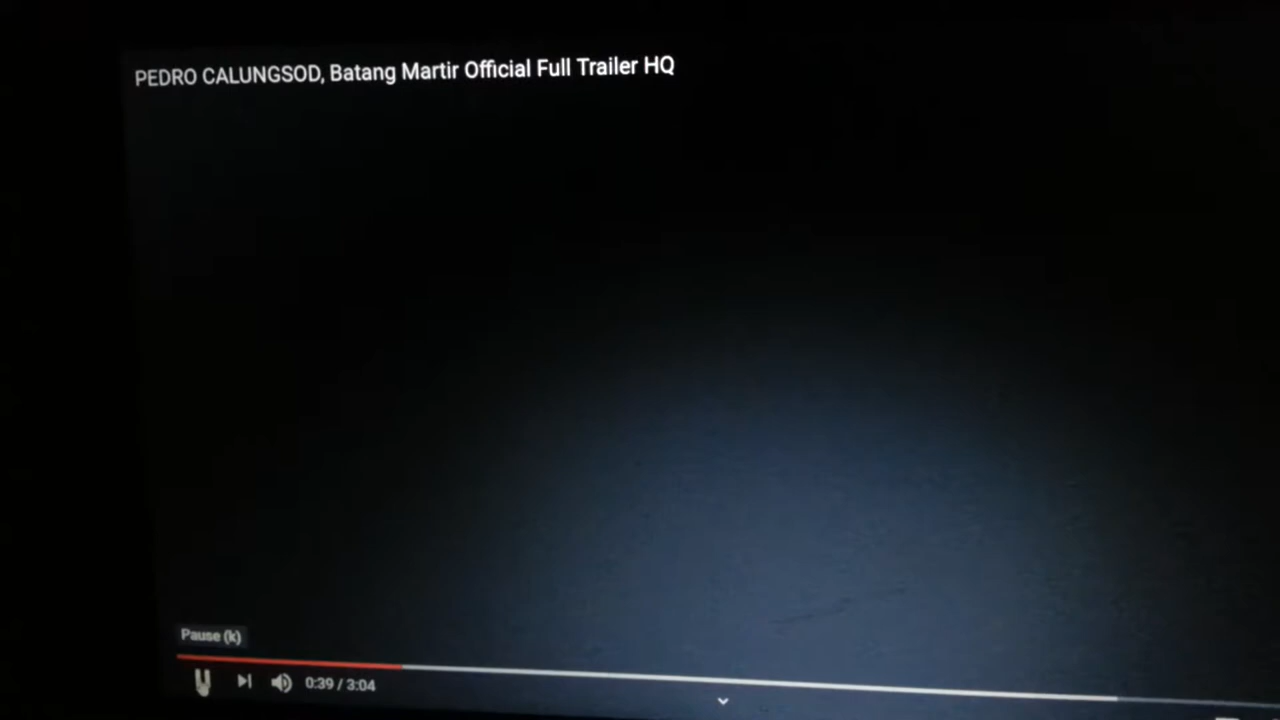 PEDRO CALUNGSOD, Batang Martir Official Full Trailer HQ
Pause (k)
0:39 / 3:04